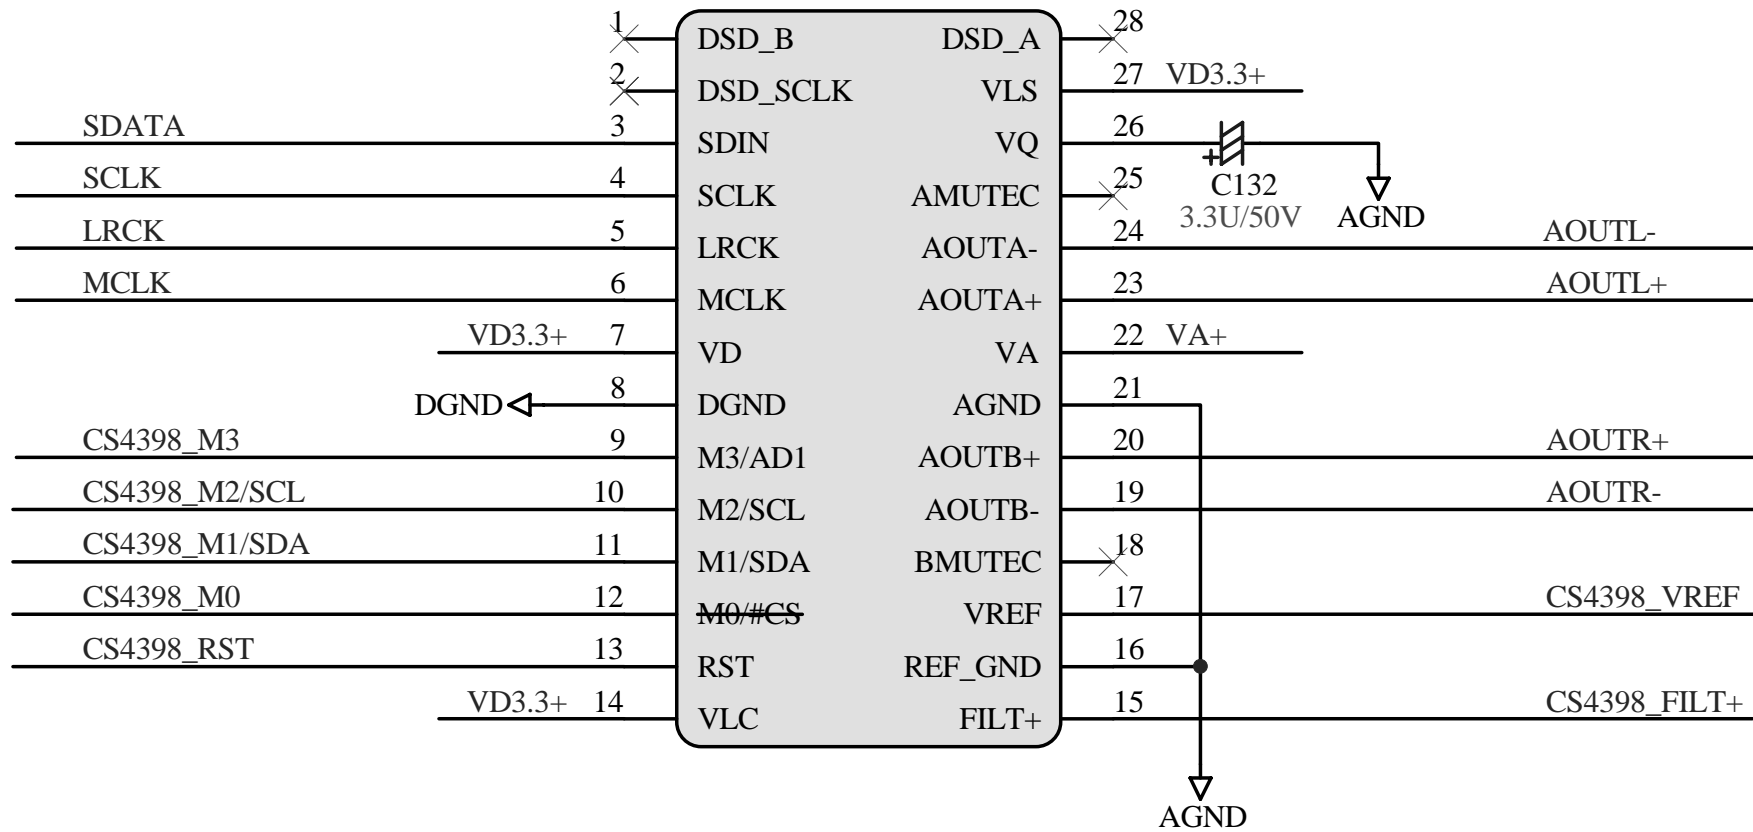 1 DSD_B DSD_A 28
2 DSD_SCLK VLS 27 VD3.3+
SDATA 3 SDIN VQ 26
SCLK 4 SCLK AMUTEC 25
+
C132
3.3U/50V
AGND
LRCK 5 LRCK AOUTA- 24 AOUTL-
MCLK 6 MCLK AOUTA+ 23 AOUTL+
VD3.3+ 7 VD VA 22 VA+
DGND 8 DGND AGND 21
CS4398_M3 9 M3/AD1 AOUTB+ 20 AOUTR+
CS4398_M2/SCL 10 M2/SCL AOUTB- 19 AOUTR-
CS4398_M1/SDA 11 M1/SDA BMUTEC 18
CS4398_M0 12 M0/#CS VREF 17 CS4398_VREF
CS4398_RST 13 RST REF_GND 16
VD3.3+ 14 VLC FILT+ 15 CS4398_FILT+
AGND